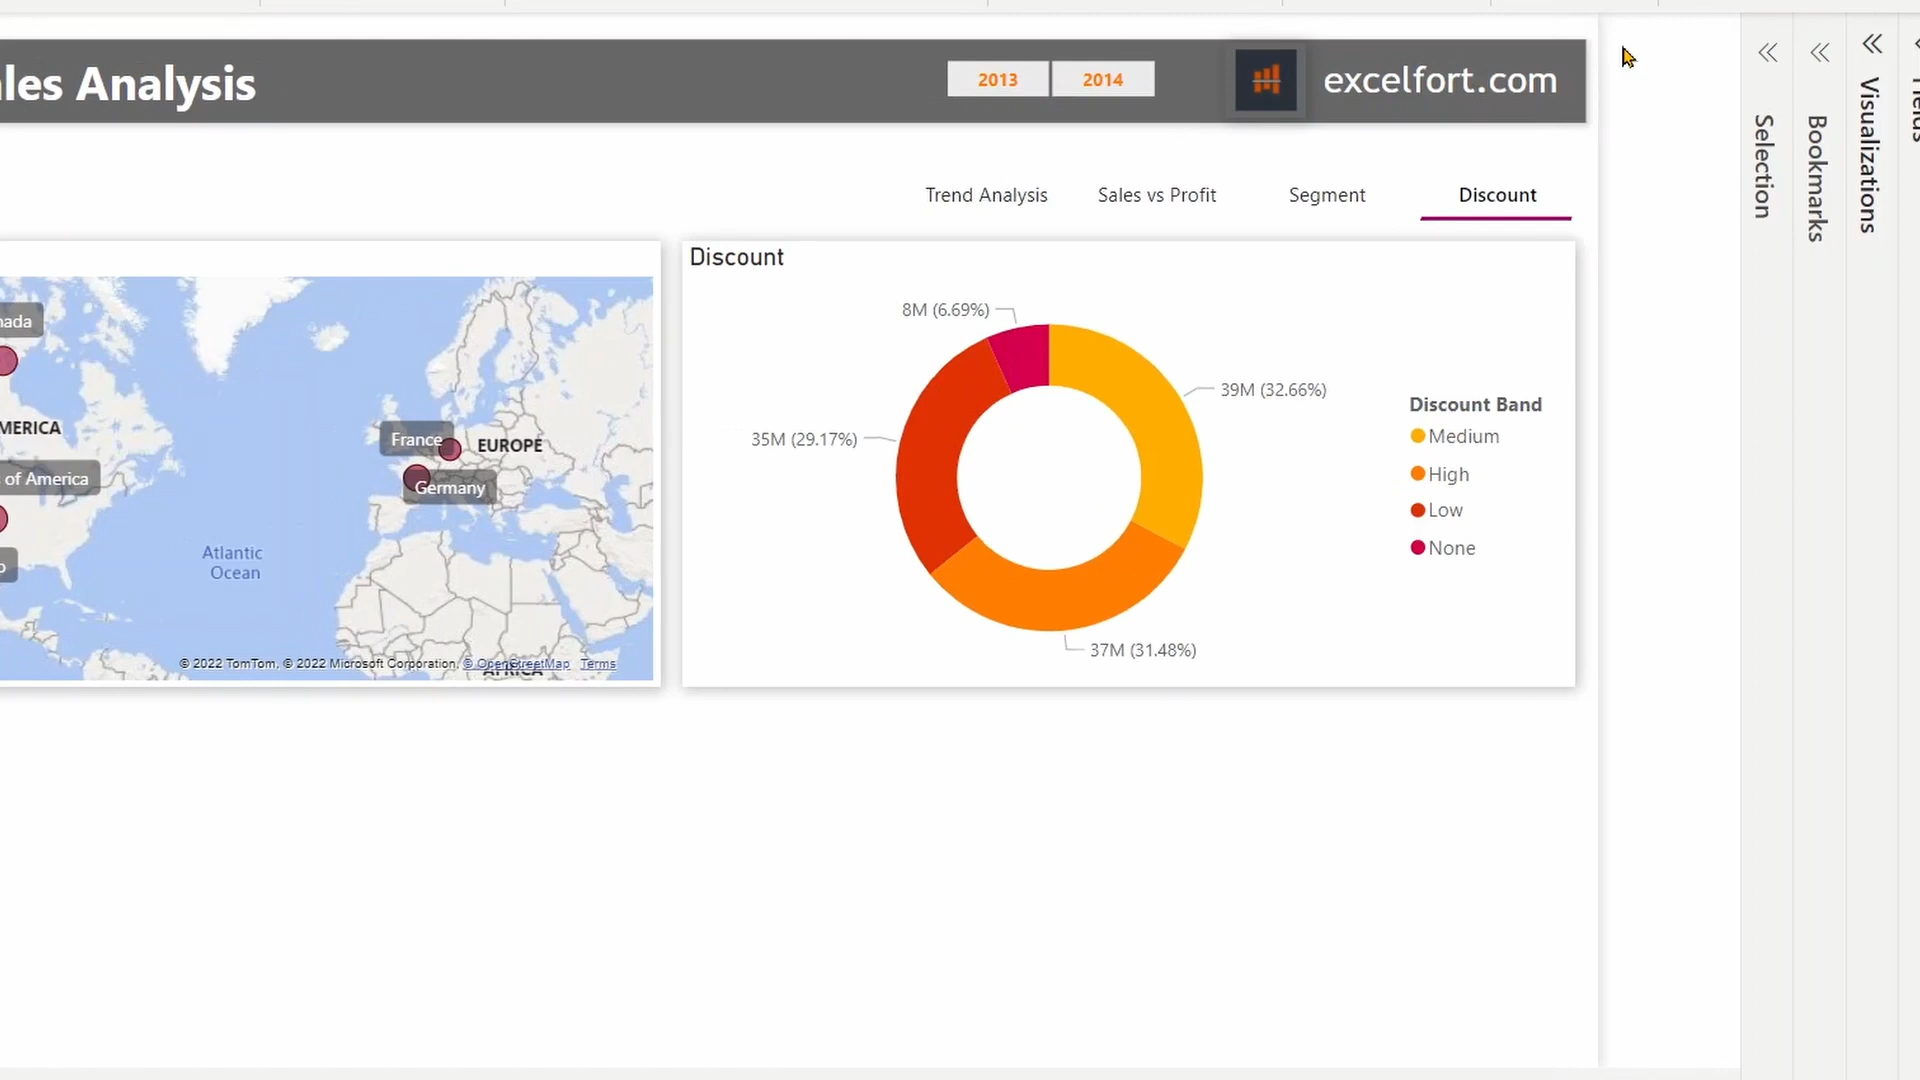 les Analysis
2013
2014
excelfort.com
Trend Analysis
Sales vs Profit
Segment
Discount
nada
MERICA
of America
France
EUROPE
Germany
Atlantic
Ocean
AFRICA
© 2022 TomTom, © 2022 Microsoft Corporation, © OpenStreetMap Terms
Discount
8M (6.69%)
39M (32.66%)
35M (29.17%)
37M (31.48%)
Discount Band
Medium
High
Low
None
Selection
Bookmarks
Visualizations